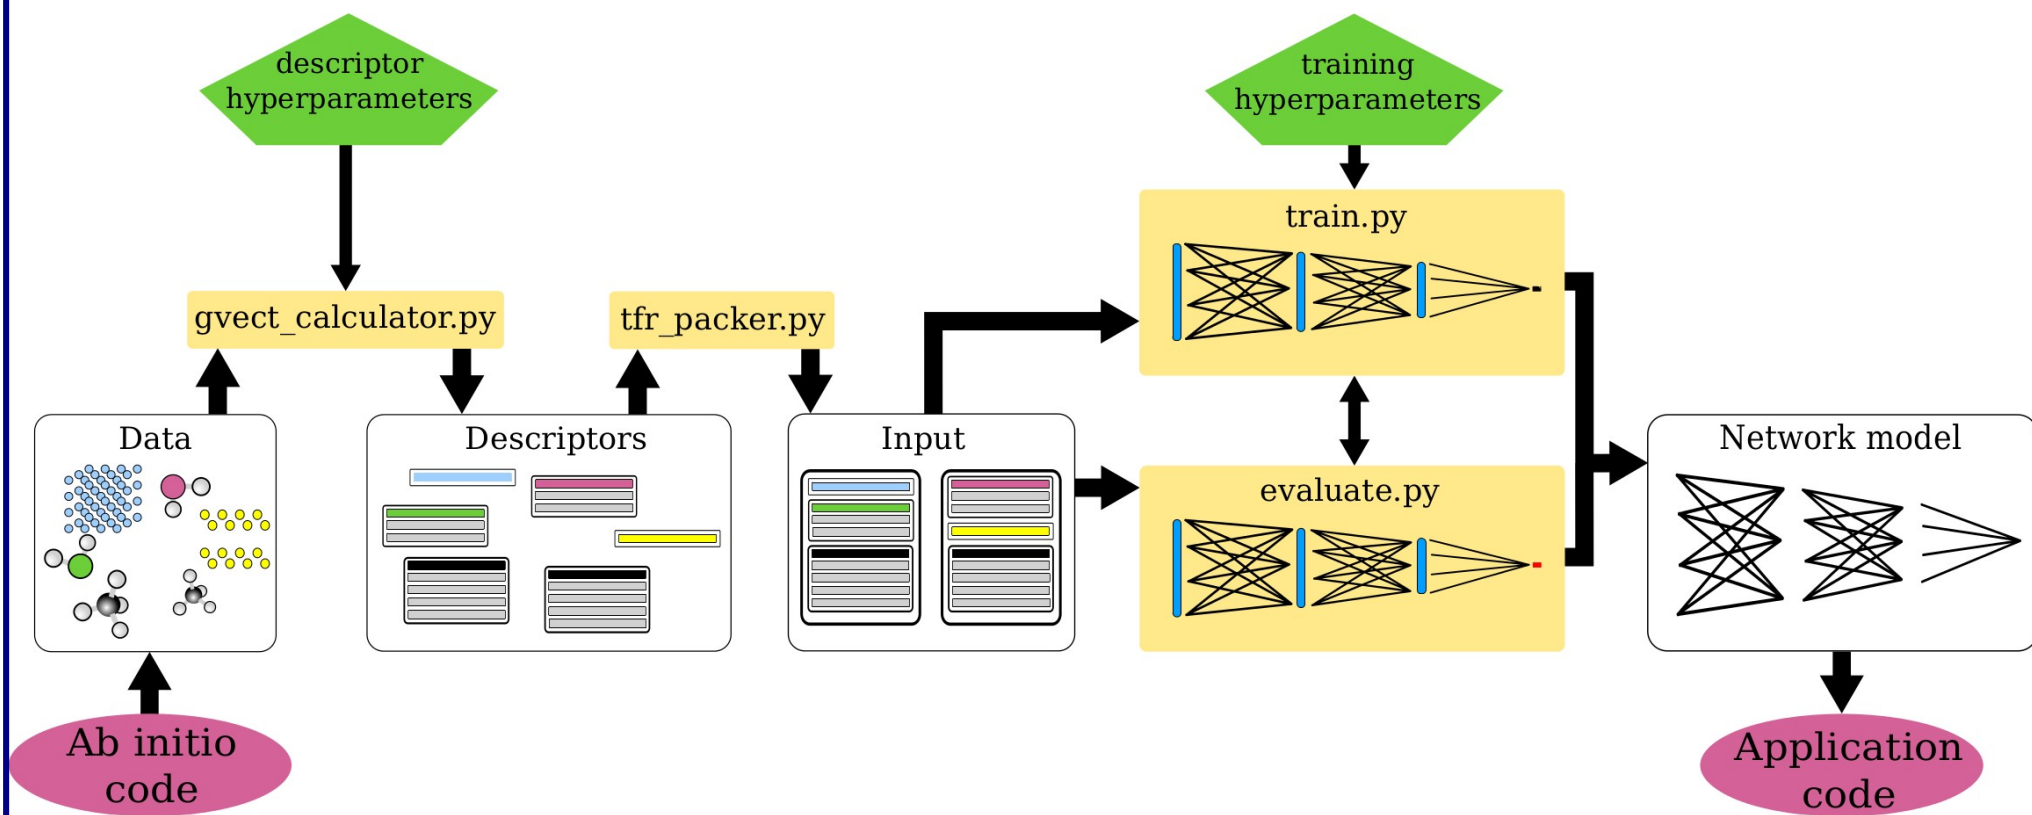 descriptor
hyperparameters
training
hyperparameters
train.py
gvect_calculator.py
tfr_packer.py
Data
Descriptors
Input
Network model
evaluate.py
Ab initio
code
Application
code